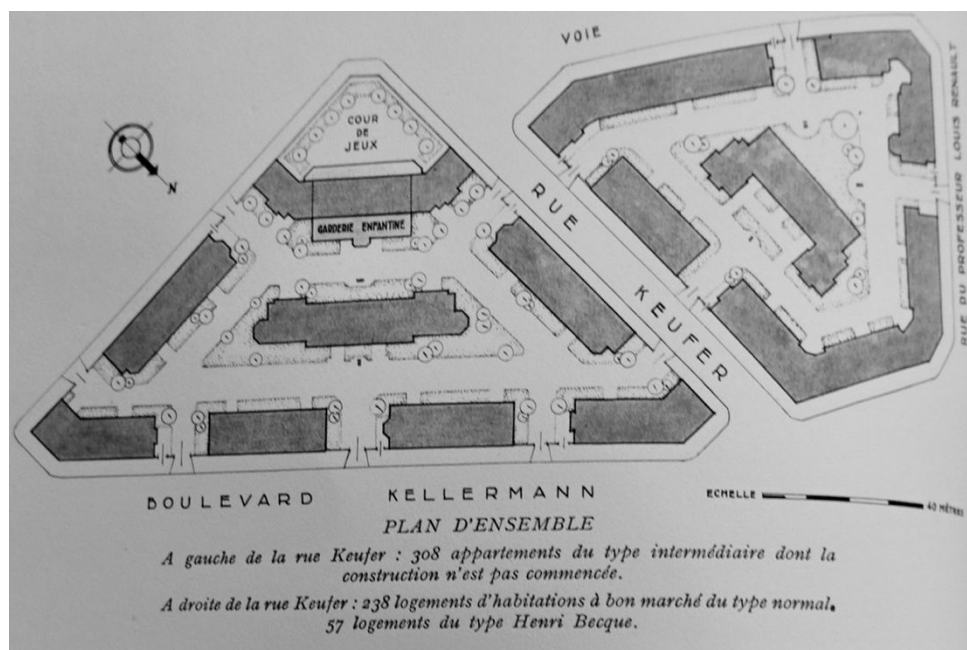 VOIE
COUR
DE
JEUX
N
GARDERIE ENFANTINE
RUE KEUFER
RUE DU PROFESSEUR LOUIS RENAULT
BOULEVARD KELLERMANN
ECHELLE 40 MÈTRES
PLAN D'ENSEMBLE
A gauche de la rue Keufer : 308 appartements du type intermédiaire dont la
construction n'est pas commencée.
A droite de la rue Keufer : 238 logements d'habitations à bon marché du type normal.
57 logements du type Henri Becque.